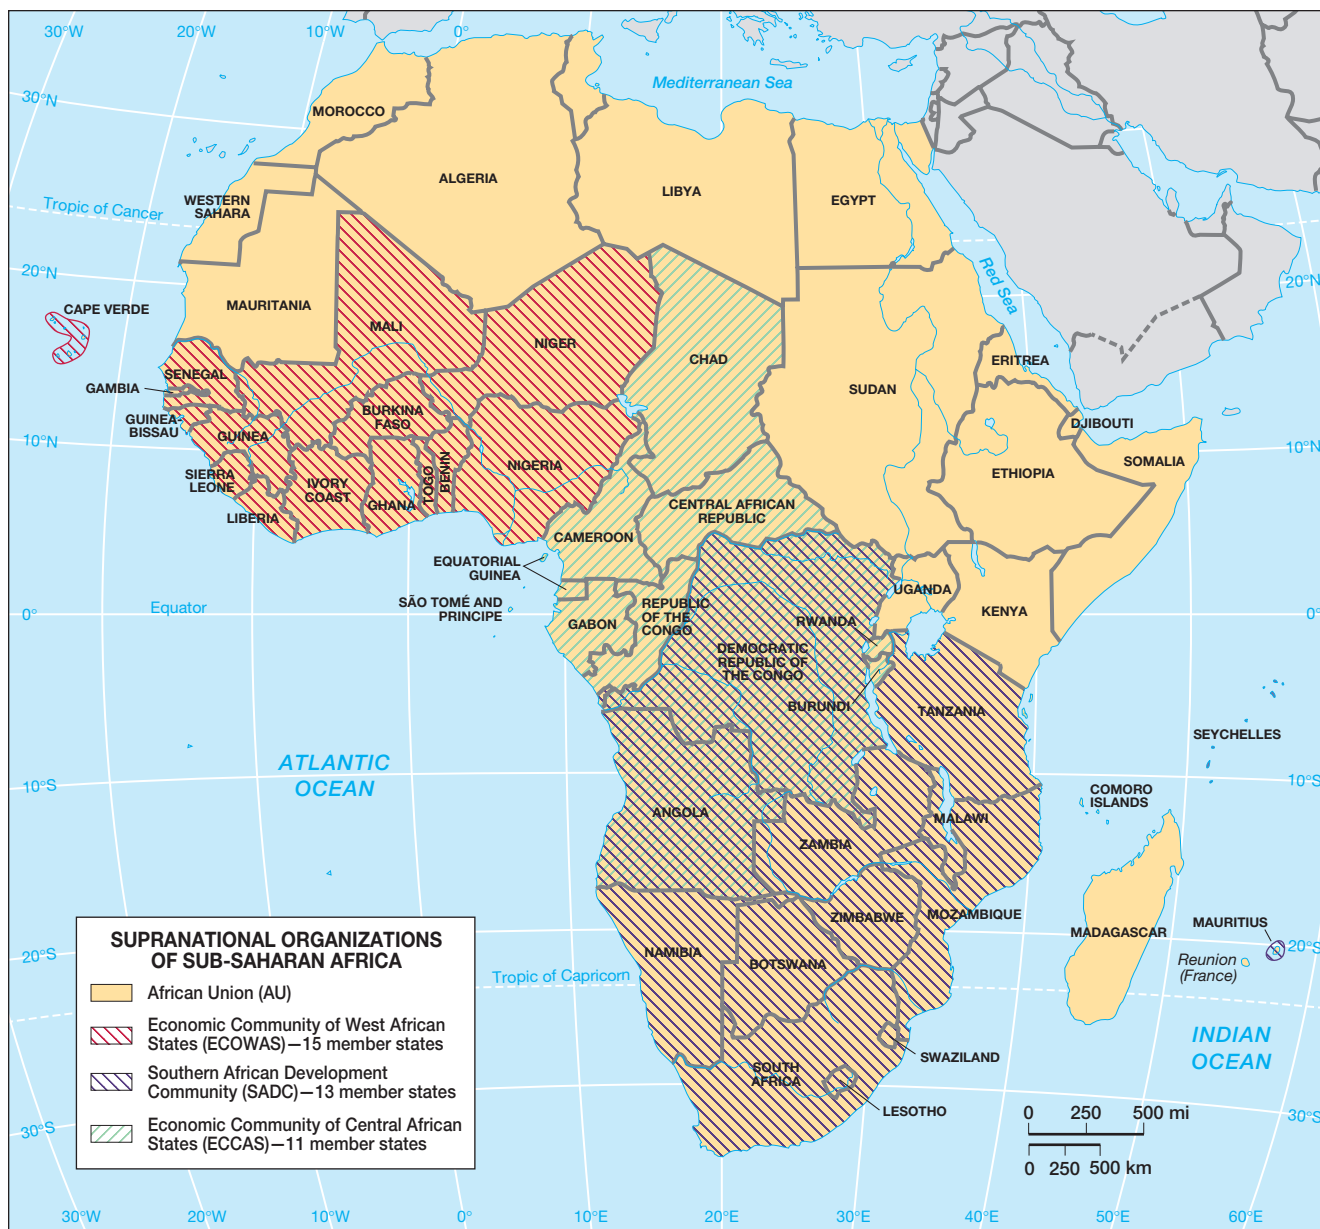 30°W
20°W
10°W
0°
30°N
Mediterranean Sea
MOROCCO
ALGERIA
LIBYA
EGYPT
WESTERN
SAHARA
Tropic of Cancer
20°N
Red Sea
20°N
CAPE VERDE
MAURITANIA
MALI
NIGER
CHAD
SUDAN
ERITREA
SENEGAL
GAMBIA
BURKINA
FASO
DJIBOUTI
GUINEA-
BISSAU
GUINEA
10°N
10°N
NIGERIA
ETHIOPIA
SOMALIA
SIERRA
LEONE
IVORY
COAST
GHANA
TOGO
BENIN
LIBERIA
CENTRAL AFRICAN
REPUBLIC
CAMEROON
EQUATORIAL
GUINEA
UGANDA
SÃO TOMÉ AND
PRINCIPE
Equator
0°
0°
GABON
REPUBLIC
OF THE
CONGO
KENYA
RWANDA
DEMOCRATIC
REPUBLIC OF
THE CONGO
BURUNDI
TANZANIA
SEYCHELLES
ATLANTIC
OCEAN
10°S
10°S
COMORO
ISLANDS
ANGOLA
MALAWI
ZAMBIA
MOZAMBIQUE
ZIMBABWE
MADAGASCAR
MAURITIUS
20°S
20°S
Reunion
(France)
NAMIBIA
BOTSWANA
Tropic of Capricorn
INDIAN
OCEAN
SWAZILAND
SOUTH
AFRICA
LESOTHO
30°S
30°S
SUPRANATIONAL ORGANIZATIONS
OF SUB-SAHARAN AFRICA
African Union (AU)
Economic Community of West African
States (ECOWAS)—15 member states
Southern African Development
Community (SADC)—13 member states
Economic Community of Central African
States (ECCAS)—11 member states
0 250 500 mi
0 250 500 km
30°W
20°W
10°W
0°
10°E
20°E
30°E
40°E
50°E
60°E